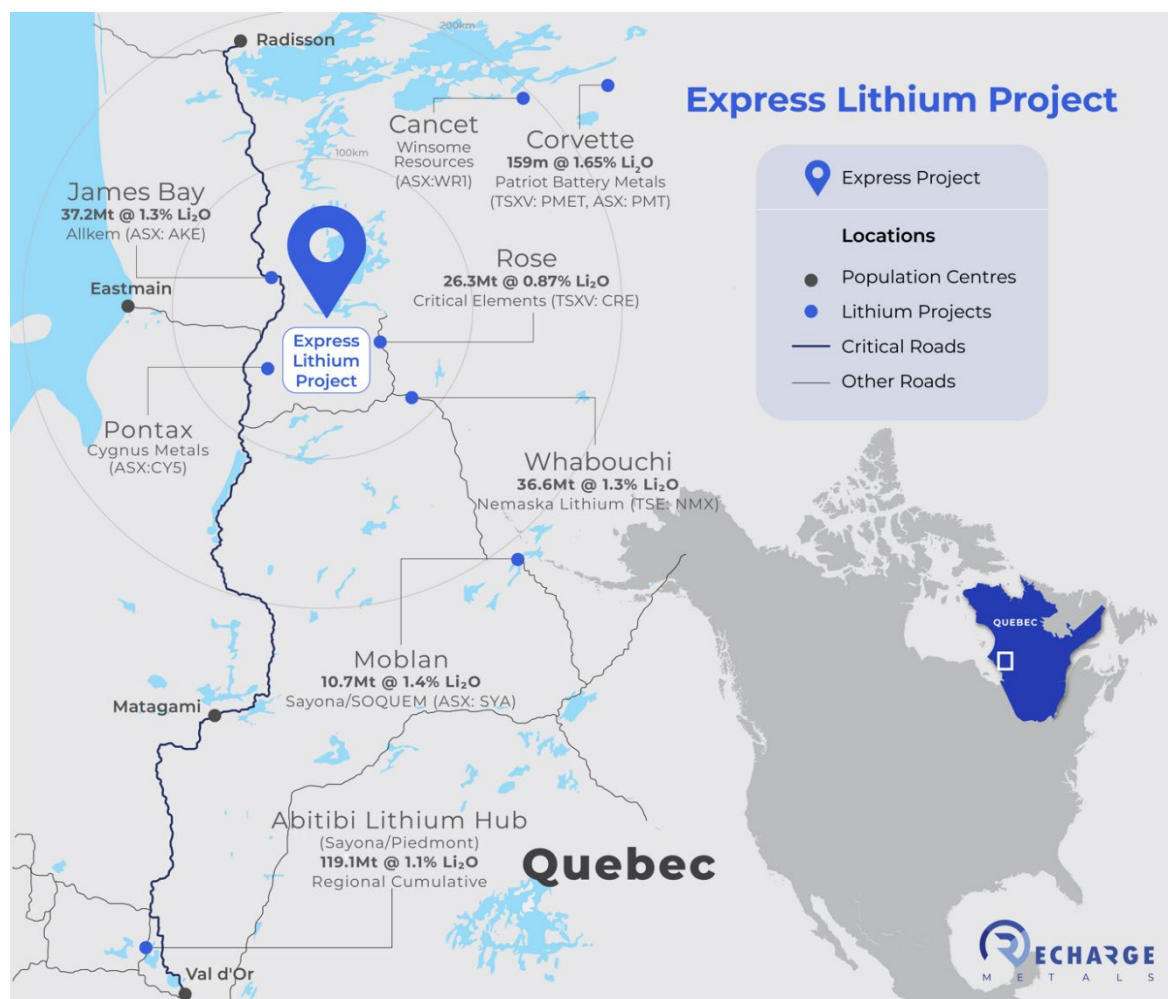 200km
Radisson
Express Lithium Project
Cancet
Winsome
Resources
(ASX:WR1)
Corvette
159m @ 1.65% Li₂O
Patriot Battery Metals
(TSXV: PMET, ASX: PMT)
100km
James Bay
37.2Mt @ 1.3% Li₂O
Allkem (ASX: AKE)
Express Project
Locations
Population Centres
Lithium Projects
Critical Roads
Other Roads
Rose
26.3Mt @ 0.87% Li₂O
Critical Elements (TSXV: CRE)
Eastmain
Express
Lithium
Project
Pontax
Cygnus Metals
(ASX:CY5)
Whabouchi
36.6Mt @ 1.3% Li₂O
Nemaska Lithium (TSE: NMX)
QUEBEC
Moblan
10.7Mt @ 1.4% Li₂O
Sayona/SOQUEM (ASX: SYA)
Matagami
Abitibi Lithium Hub
(Sayona/Piedmont)
119.1Mt @ 1.1% Li₂O
Regional Cumulative
Quebec
Val d'Or
RECHARGE
METALS